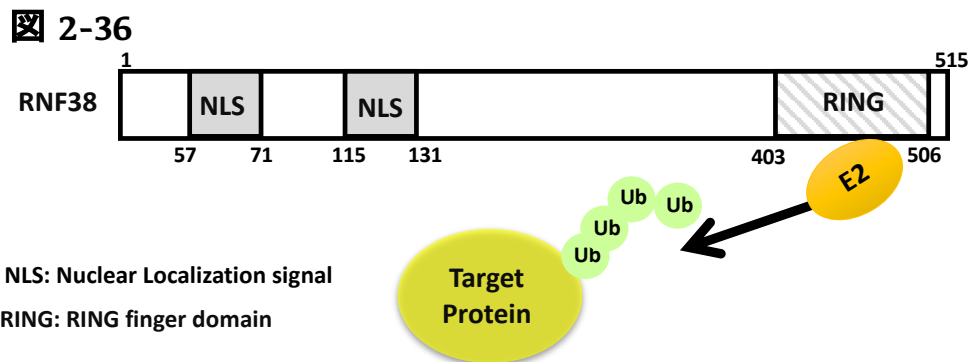 図 2-36
1 515
RNF38 NLS NLS RING
57 71 115 131 403 506
E2
Ub Ub
Ub
Ub
Target
Protein
NLS: Nuclear Localization signal
RING: RING finger domain